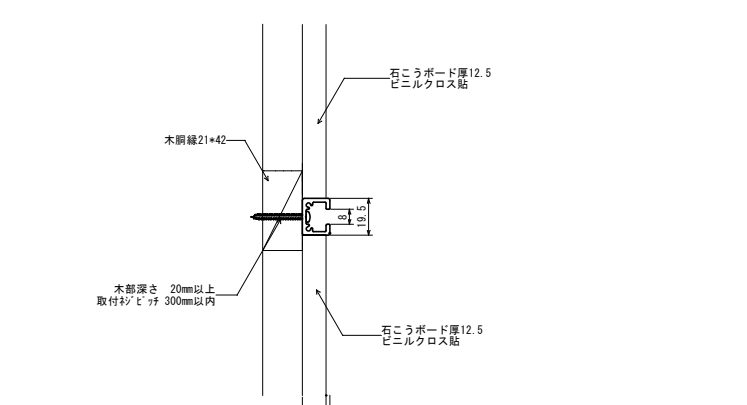 石こうボード厚12.5
ビニルクロス貼
木胴縁21*42
8
19.5
木部深さ　20mm以上
取付ﾈｼﾞﾋﾟｯﾁ 300mm以内
石こうボード厚12.5
ビニルクロス貼